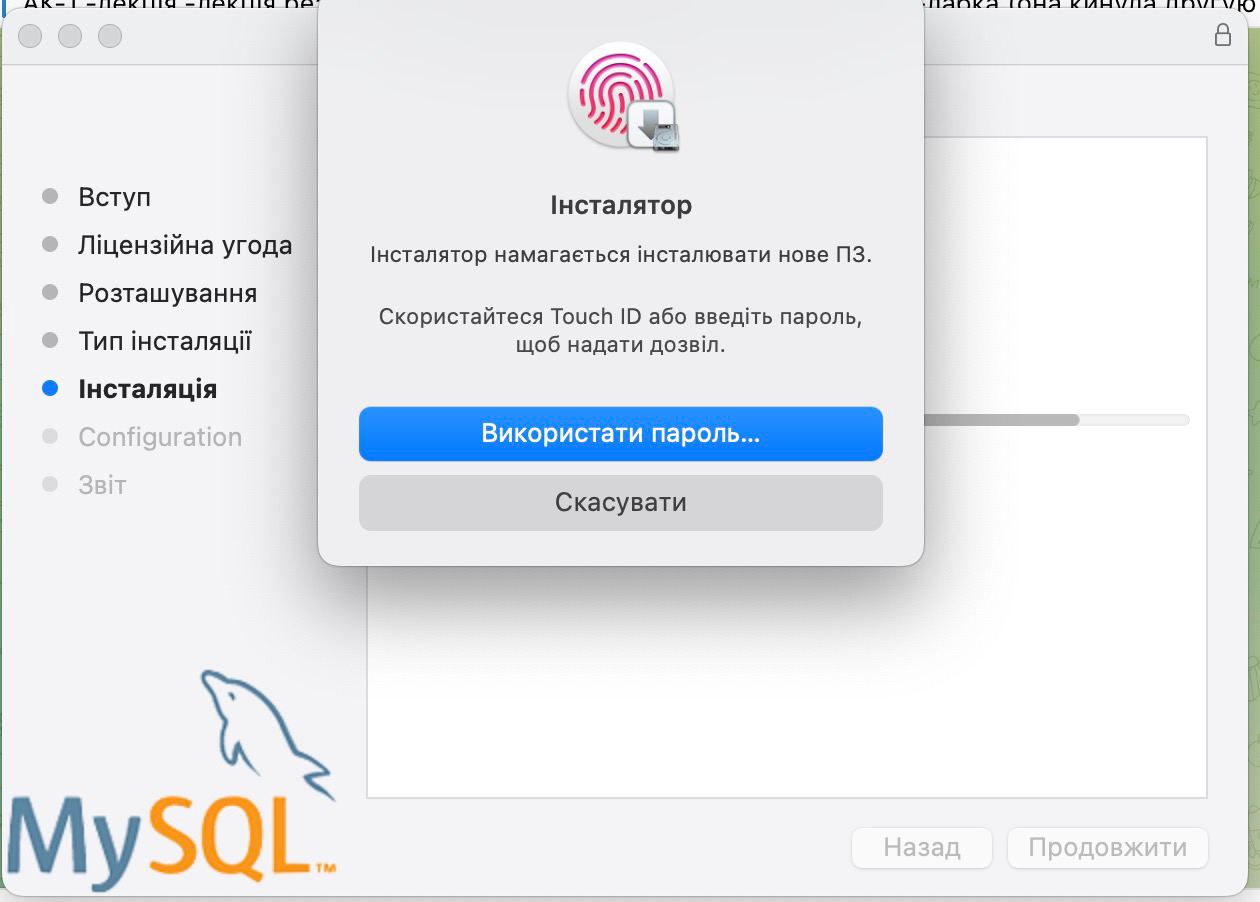 Інсталятор
Інсталятор намагається інсталювати нове ПЗ.
Скористайтеся Touch ID або введіть пароль,
щоб надати дозвіл.
Використати пароль...
Скасувати
Вступ
Ліцензійна угода
Розташування
Тип інсталяції
Інсталяція
Configuration
Звіт
MySQL™
Назад
Продовжити